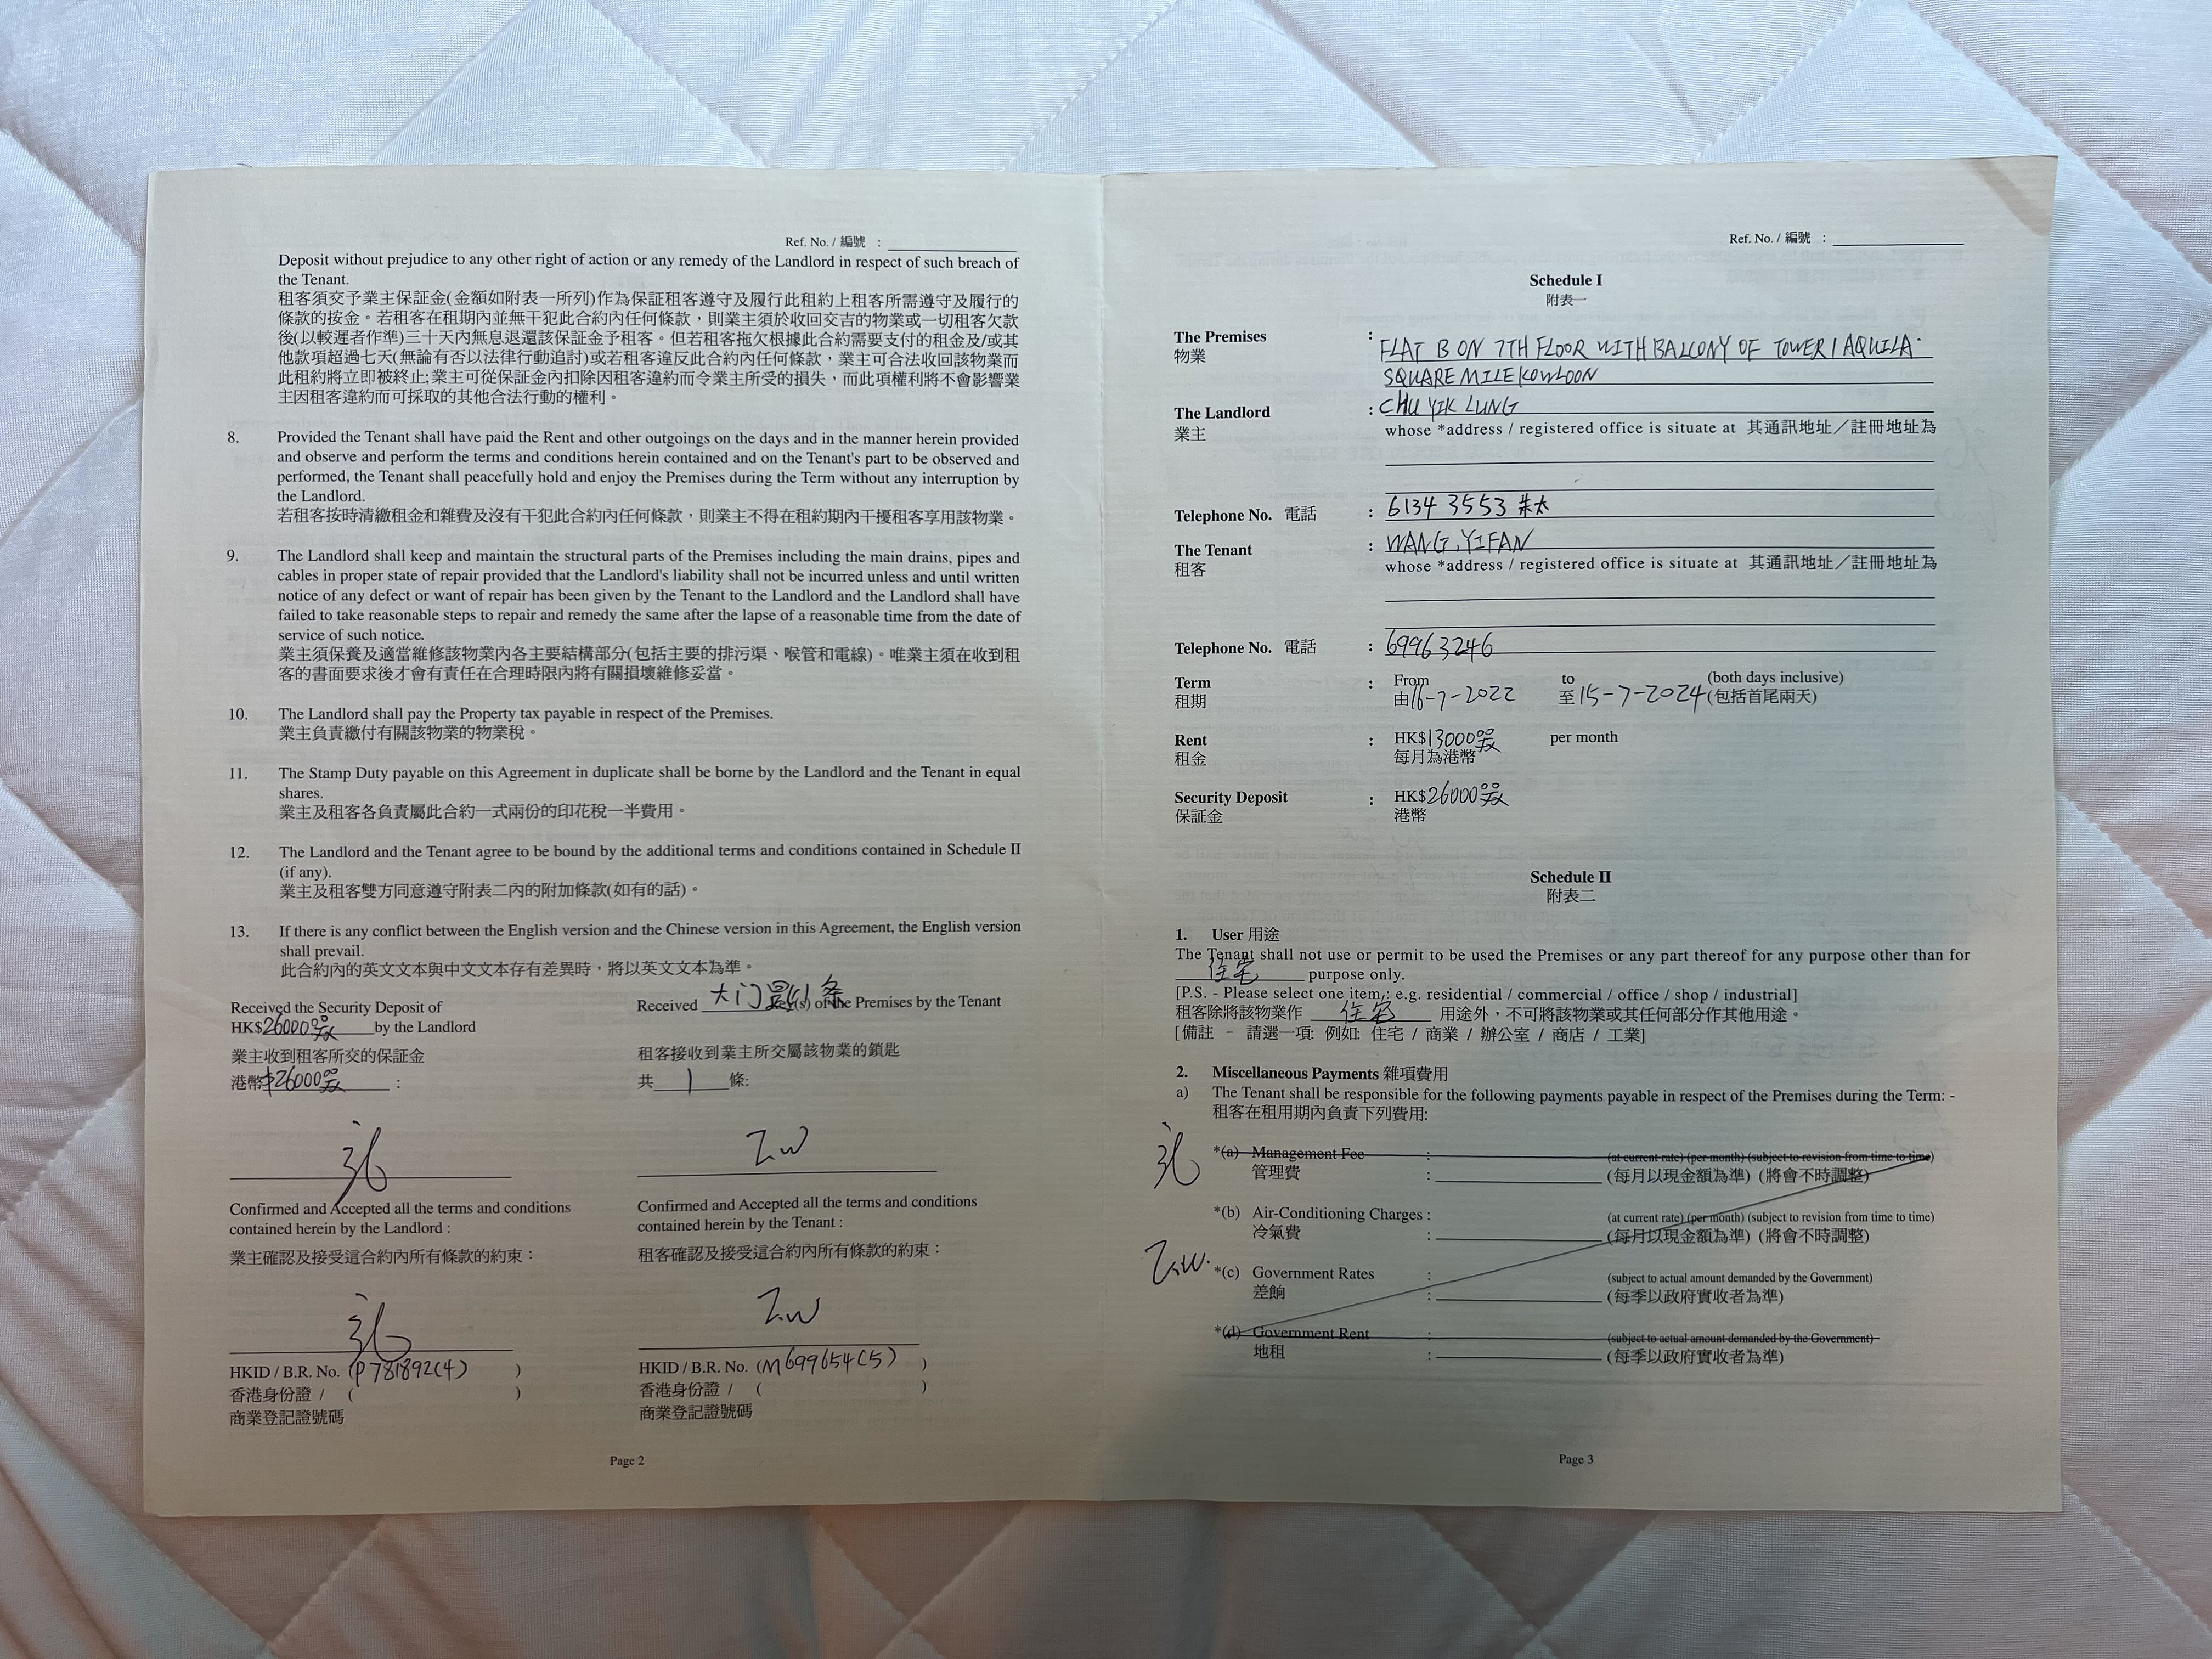 Ref. No. / 編號 :
Deposit without prejudice to any other right of action or any remedy of the Landlord in respect of such breach of
the Tenant.
租客須交予業主保証金(金額如附表一所列)作為保証租客遵守及履行此租約上租客所需遵守及履行的
條款的按金。若租客在租期內並無干犯此合約內任何條款，則業主須於收回交吉的物業或一切租客欠款
後(以較遲者作準)三十天內無息退還該保証金予租客。但若租客拖欠根據此合約需要支付的租金及/或其
他款項超過七天(無論有否以法律行動追討)或若租客違反此合約內任何條款，業主可合法收回該物業而
此租約將立即被終止;業主可從保証金內扣除因租客違約而令業主所受的損失，而此項權利將不會影響業
主因租客違約而可採取的其他合法行動的權利。
8. Provided the Tenant shall have paid the Rent and other outgoings on the days and in the manner herein provided
and observe and perform the terms and conditions herein contained and on the Tenant's part to be observed and
performed, the Tenant shall peacefully hold and enjoy the Premises during the Term without any interruption by
the Landlord.
若租客按時清繳租金和雜費及沒有干犯此合約內任何條款，則業主不得在租約期內干擾租客享用該物業。
9. The Landlord shall keep and maintain the structural parts of the Premises including the main drains, pipes and
cables in proper state of repair provided that the Landlord's liability shall not be incurred unless and until written
notice of any defect or want of repair has been given by the Tenant to the Landlord and the Landlord shall have
failed to take reasonable steps to repair and remedy the same after the lapse of a reasonable time from the date of
service of such notice.
業主須保養及適當維修該物業內各主要結構部分(包括主要的排污渠、喉管和電線)。唯業主須在收到租
客的書面要求後才會有責任在合理時限內將有關損壞維修妥當。
10. The Landlord shall pay the Property tax payable in respect of the Premises.
業主負責繳付有關該物業的物業稅。
11. The Stamp Duty payable on this Agreement in duplicate shall be borne by the Landlord and the Tenant in equal
shares.
業主及租客各負責屬此合約一式兩份的印花稅一半費用。
12. The Landlord and the Tenant agree to be bound by the additional terms and conditions contained in Schedule II
(if any).
業主及租客雙方同意遵守附表二內的附加條款(如有的話)。
13. If there is any conflict between the English version and the Chinese version in this Agreement, the English version
shall prevail.
此合約內的英文文本與中文文本存有差異時，將以英文文本為準。
Received the Security Deposit of
HK$26000 by the Landlord
業主收到租客所交的保証金
港幣$26000 :
Received 大门匙1条 key(s) of the Premises by the Tenant
租客接收到業主所交屬該物業的鎖匙
共 1 條:
Z.W
Confirmed and Accepted all the terms and conditions
contained herein by the Landlord :
業主確認及接受這合約內所有條款的約束：
Confirmed and Accepted all the terms and conditions
contained herein by the Tenant :
租客確認及接受這合約內所有條款的約束：
Z.W
HKID / B.R. No. (P781892(4) )
香港身份證 / ( )
商業登記證號碼
HKID / B.R. No. (M699654(5) )
香港身份證 / ( )
商業登記證號碼
Page 2
Ref. No. / 編號 :
Schedule I
附表一
The Premises : FLAT B ON 7TH FLOOR WITH BALCONY OF TOWER 1 AQUILA·
物業 SQUARE MILE KOWLOON
The Landlord : CHU YIK LUNG
業主 whose *address / registered office is situate at 其通訊地址／註冊地址為
Telephone No. 電話 : 6134 3553 朱太
The Tenant : WANG, YIFAN
租客 whose *address / registered office is situate at 其通訊地址／註冊地址為
Telephone No. 電話 : 69963246
Term : From to (both days inclusive)
租期 由16-7-2022 至15-7-2024 (包括首尾兩天)
Rent : HK$13000 per month
租金 每月為港幣
Security Deposit : HK$26000
保証金 港幣
Schedule II
附表二
1. User 用途
The Tenant shall not use or permit to be used the Premises or any part thereof for any purpose other than for
住宅 purpose only.
[P.S. - Please select one item,: e.g. residential / commercial / office / shop / industrial]
租客除將該物業作 住宅 用途外，不可將該物業或其任何部分作其他用途。
[備註 － 請選一項: 例如: 住宅 / 商業 / 辦公室 / 商店 / 工業]
2. Miscellaneous Payments 雜項費用
a) The Tenant shall be responsible for the following payments payable in respect of the Premises during the Term: -
租客在租用期內負責下列費用:
*(a) Management Fee : (at current rate) (per month) (subject to revision from time to time)
管理費 : (每月以現金額為準) (將會不時調整)
*(b) Air-Conditioning Charges : (at current rate) (per month) (subject to revision from time to time)
冷氣費 : (每月以現金額為準) (將會不時調整)
Z.W.
*(c) Government Rates : (subject to actual amount demanded by the Government)
差餉 : (每季以政府實收者為準)
*(d) Government Rent : (subject to actual amount demanded by the Government)
地租 : (每季以政府實收者為準)
Page 3